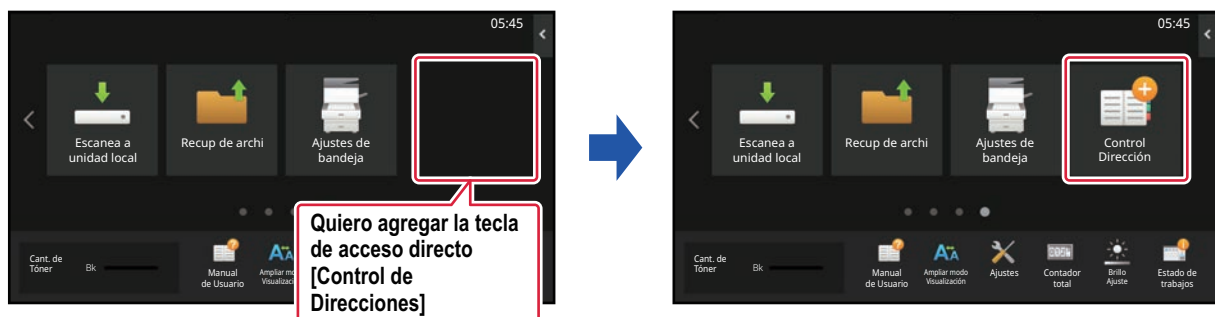 05:45
Escanea a
unidad local
Recup de archi
Ajustes de
bandeja
Quiero agregar la tecla
de acceso directo
[Control de
Direcciones]
Cant. de
Tóner
Bk
Manual
de Usuario
Ampliar mo
Visualizaci
05:45
Escanea a
unidad local
Recup de archi
Ajustes de
bandeja
Control
Dirección
Cant. de
Tóner
Bk
Manual
de Usuario
Ampliar modo
Visualización
Ajustes
Contador
total
Brillo
Ajuste
Estado de
trabajos